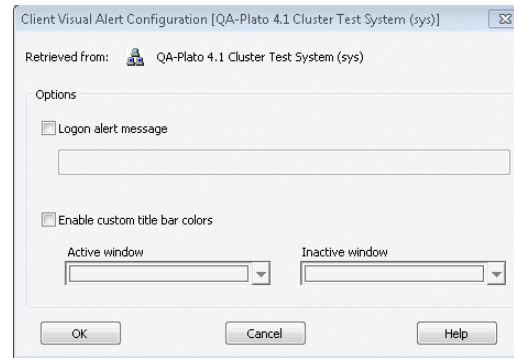 Client Visual Alert Configuration [QA-Plato 4.1 Cluster Test System (sys)]
Retrieved from: QA-Plato 4.1 Cluster Test System (sys)
Options
Logon alert message
Enable custom title bar colors
Active window Inactive window
OK Cancel Help